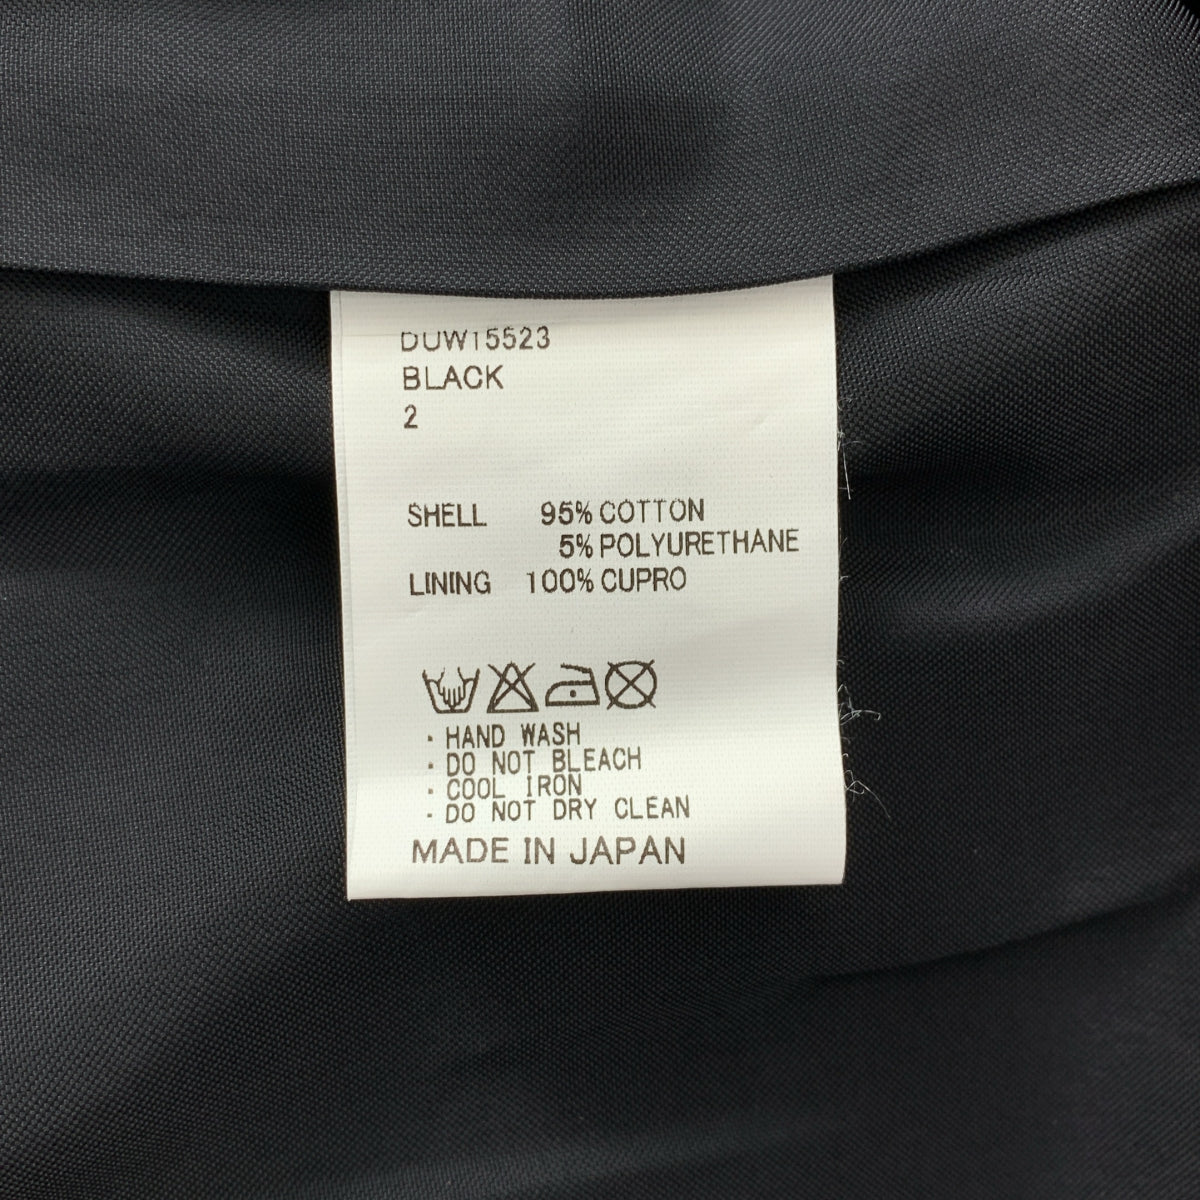 DUW15523
BLACK
2
SHELL 95% COTTON
5% POLYURETHANE
LINING 100% CUPRO
· HAND WASH
· DO NOT BLEACH
· COOL IRON
· DO NOT DRY CLEAN
MADE IN JAPAN